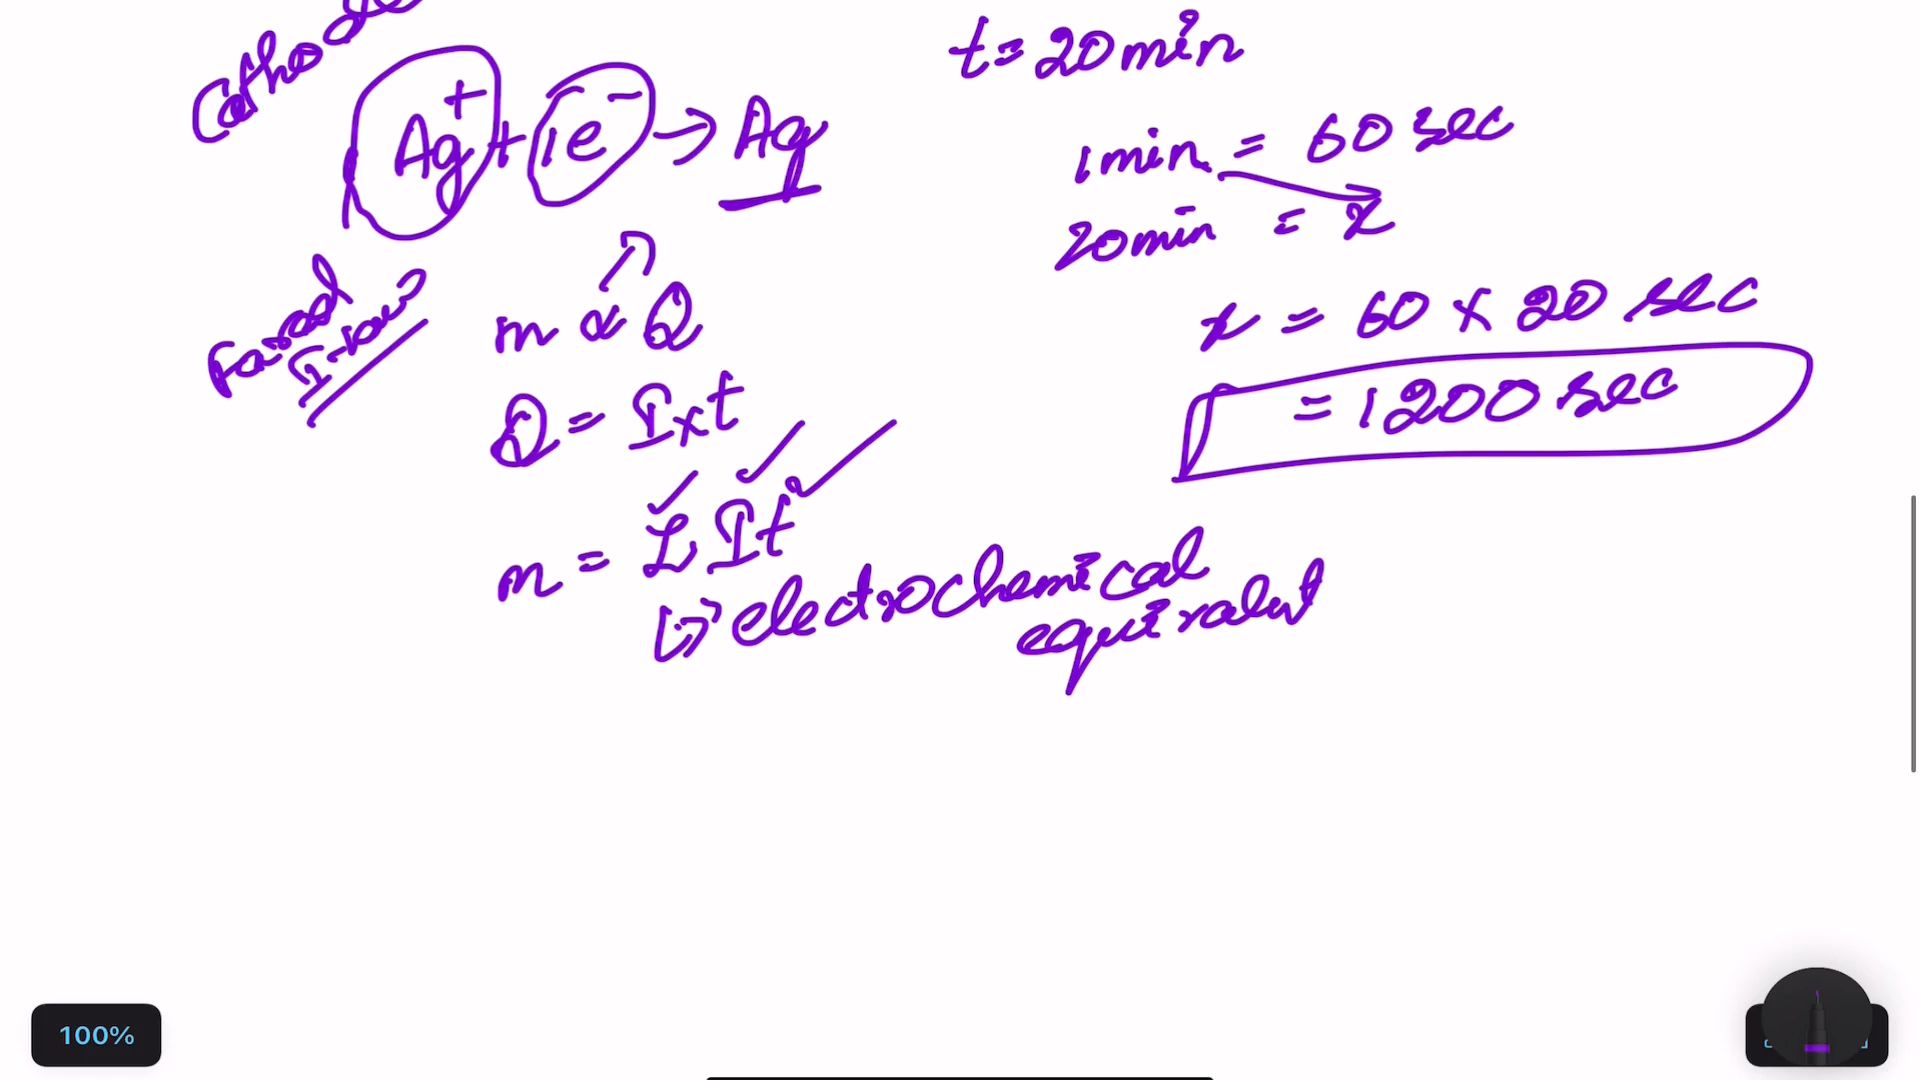 Cathode
Ag⁺ + 1e⁻ → Ag
Farad
I-law
m α Q
Q = I x t
m = Z I t
↳ electrochemical
equivalent
t = 20 min
1 min = 60 sec
20 min = x
x = 60 x 20 sec
= 1200 sec
100%